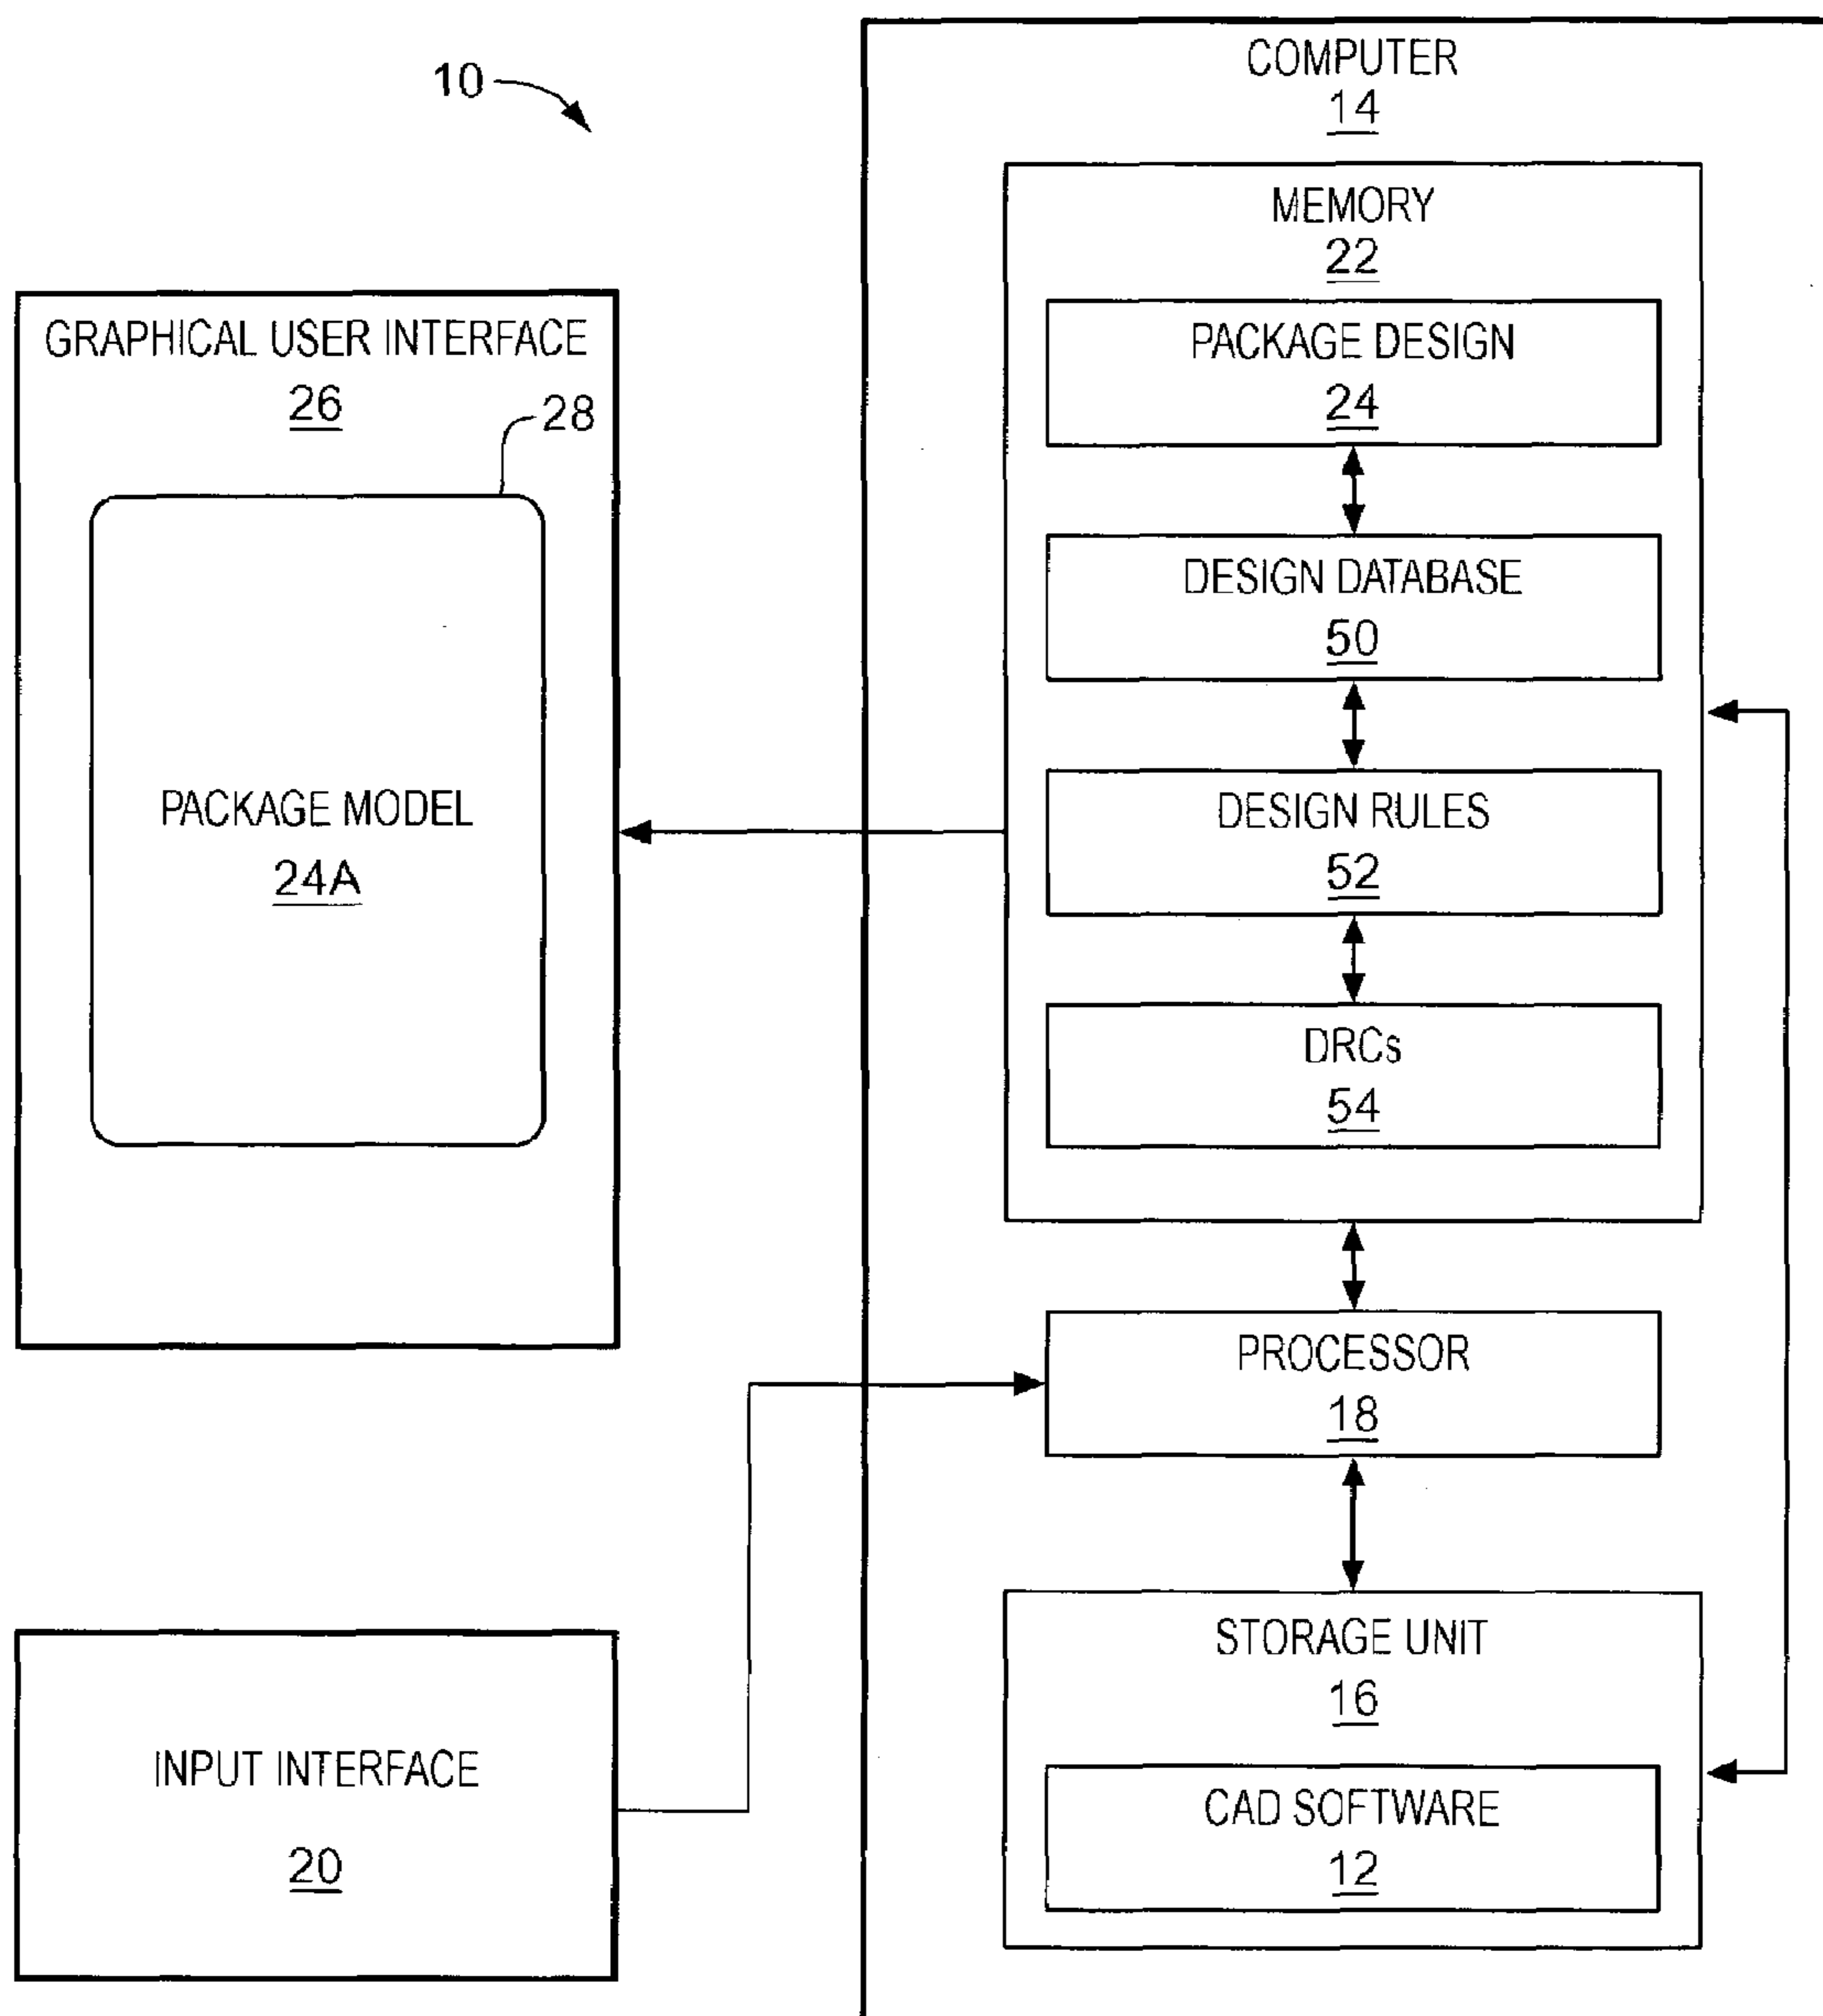 10
COMPUTER
14
MEMORY
22
PACKAGE DESIGN
24
DESIGN DATABASE
50
DESIGN RULES
52
DRCs
54
PROCESSOR
18
STORAGE UNIT
16
CAD SOFTWARE
12
GRAPHICAL USER INTERFACE
26
28
PACKAGE MODEL
24A
INPUT INTERFACE
20